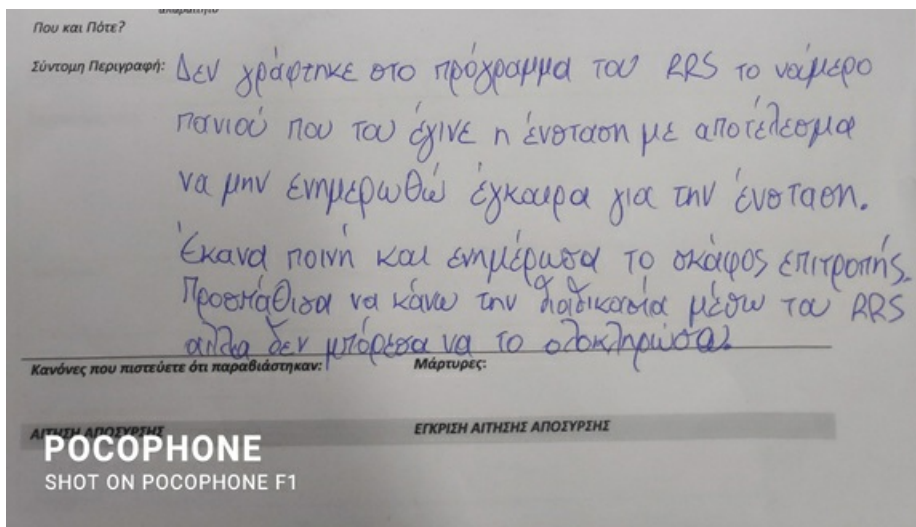 απαραίτητο
Που και Πότε?
Σύντομη Περιγραφή: Δεν γράφτηκε στο πρόγραμμα του RRS το νούμερο
πανιού που του έγινε η ένσταση με αποτέλεσμα
να μην ενημερωθώ έγκαιρα για την ένσταση.
Έκανα ποινή και ενημέρωσα το σκάφος επιτροπής.
Προσπάθισα να κάνω την διαδικασία μέσω του RRS
αλλα δεν μπόρεσα να το ολοκληρώσω.
Κανόνες που πιστεύετε ότι παραβιάστηκαν: Μάρτυρες:
ΑΙΤΗΣΗ ΑΠΟΣΥΡΣΗΣ ΕΓΚΡΙΣΗ ΑΙΤΗΣΗΣ ΑΠΟΣΥΡΣΗΣ
POCOPHONE
SHOT ON POCOPHONE F1